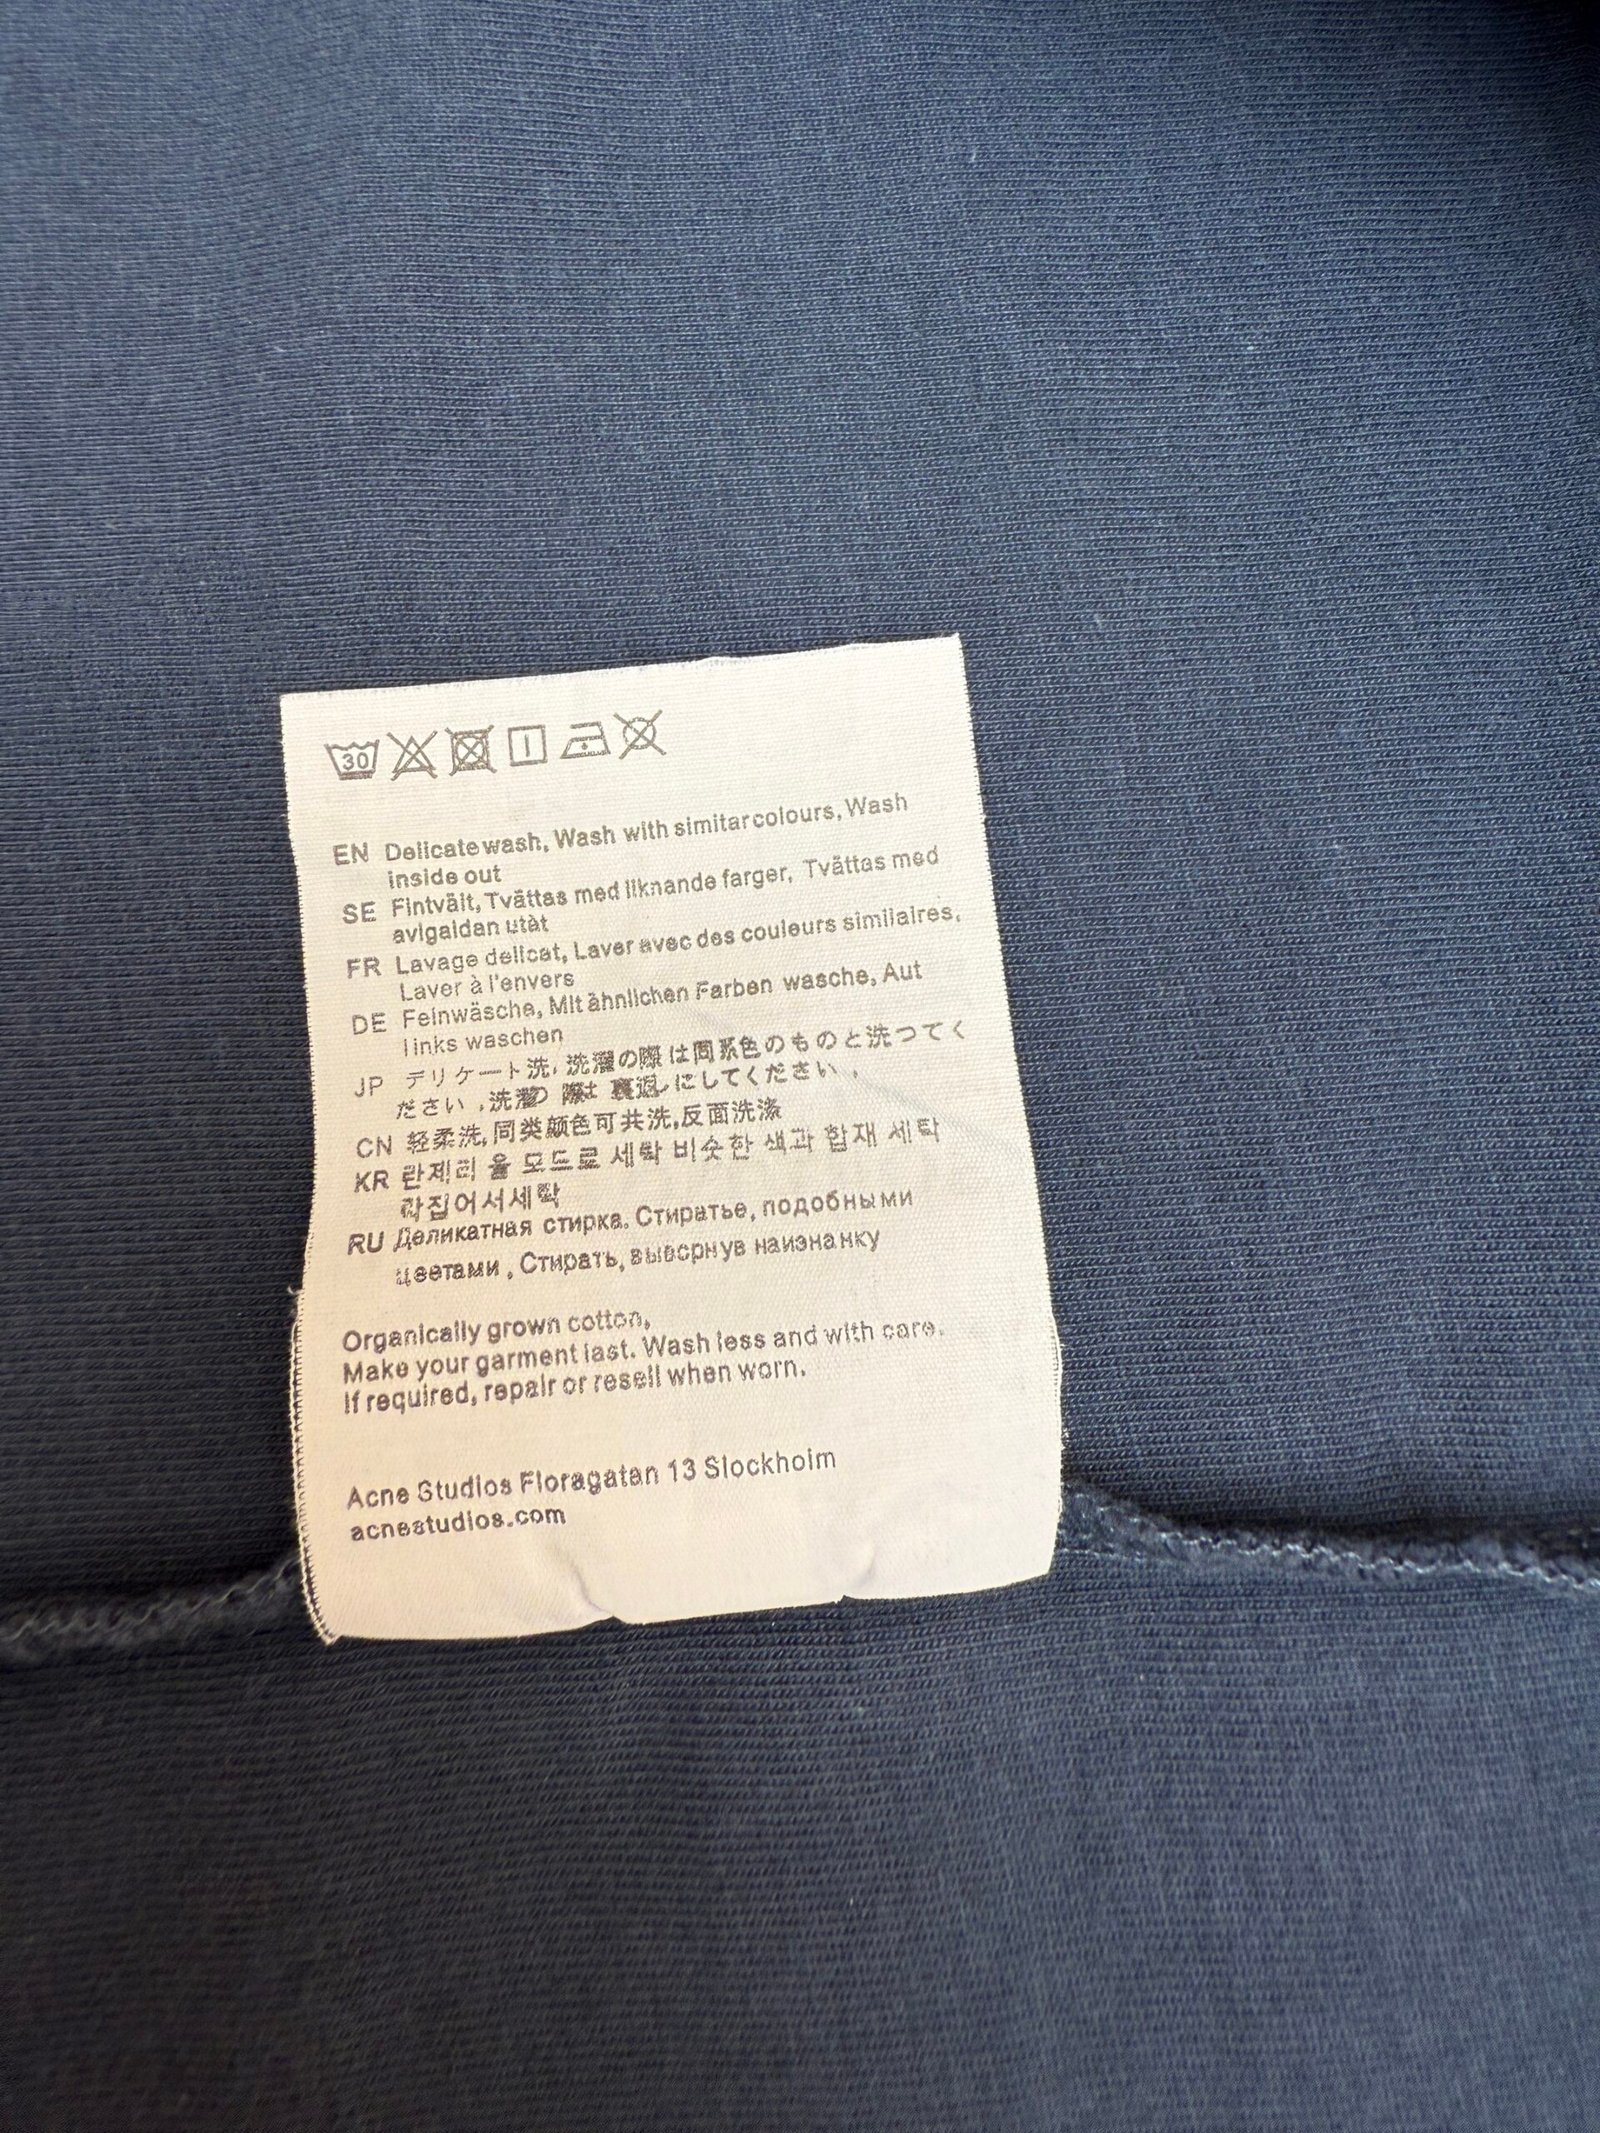 30
EN Delicate wash, Wash with simitar colours, Wash
inside out
SE Fintvält, Tvättas med liknande farger, Tvättas med
avigaidan utàt
FR Lavage delicat, Laver avec des couleurs similaires,
Laver à l'envers
DE Feinwäsche, Mit ähnlichen Farben wasche, Aut
links waschen
JP デリケート洗, 洗濯の際は同系色のものと洗つてく
ださい ,洗濯の際は裏返しにしてください .
CN 轻柔洗,同类颜色可共洗,反面洗涤
KR 란제리 울 모드로 세탁 비슷한 색과 합재 세탁
뒤집어서세탁
RU Деликатная стирка. Стиратье, подобными
цветами , Стирать, вывернув наизнанку
Organically grown cotton,
Make your garment last. Wash less and with care.
If required, repair or resell when worn.
Acne Studios Floragatan 13 Slockholm
acnestudios.com